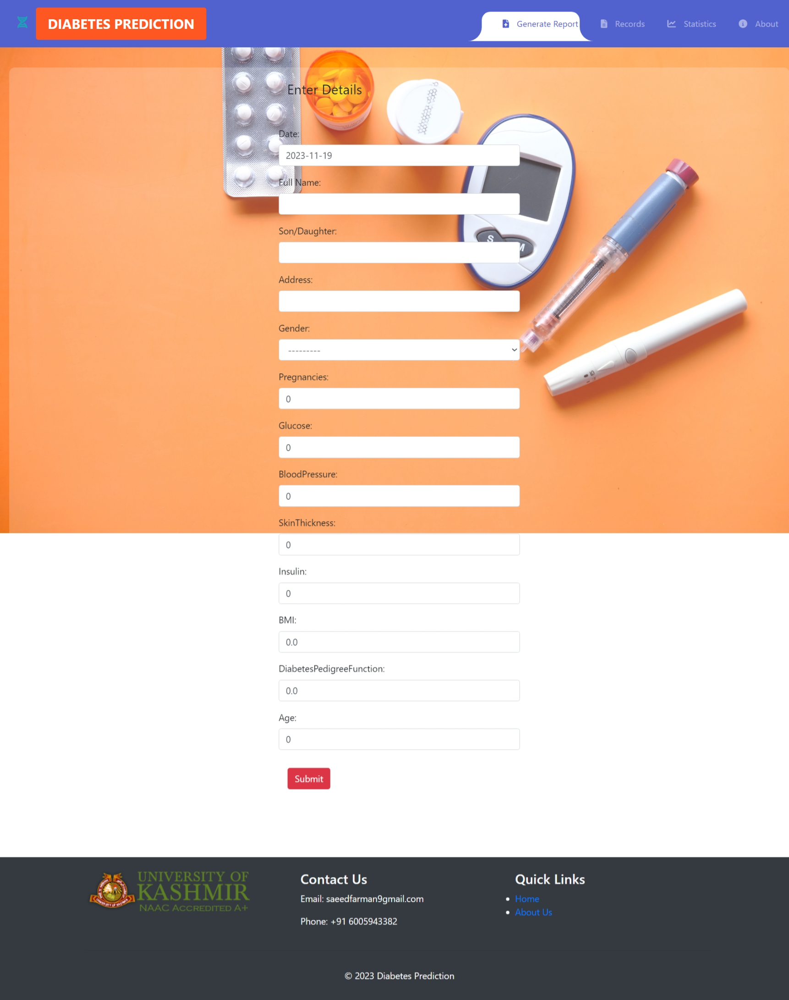 DIABETES PREDICTION
Generate Report
Records
Statistics
About
Enter Details
Date:
2023-11-19
Full Name:
Son/Daughter:
S
M
Address:
Gender:
---------
Pregnancies:
0
Glucose:
0
BloodPressure:
0
SkinThickness:
0
Insulin:
0
BMI:
0.0
DiabetesPedigreeFunction:
0.0
Age:
0
Submit
UNIVERSITY OF
KASHMIR
NAAC ACCREDITED A+
Contact Us
Email: saeedfarman9gmail.com
Phone: +91 6005943382
Quick Links
Home
About Us
© 2023 Diabetes Prediction